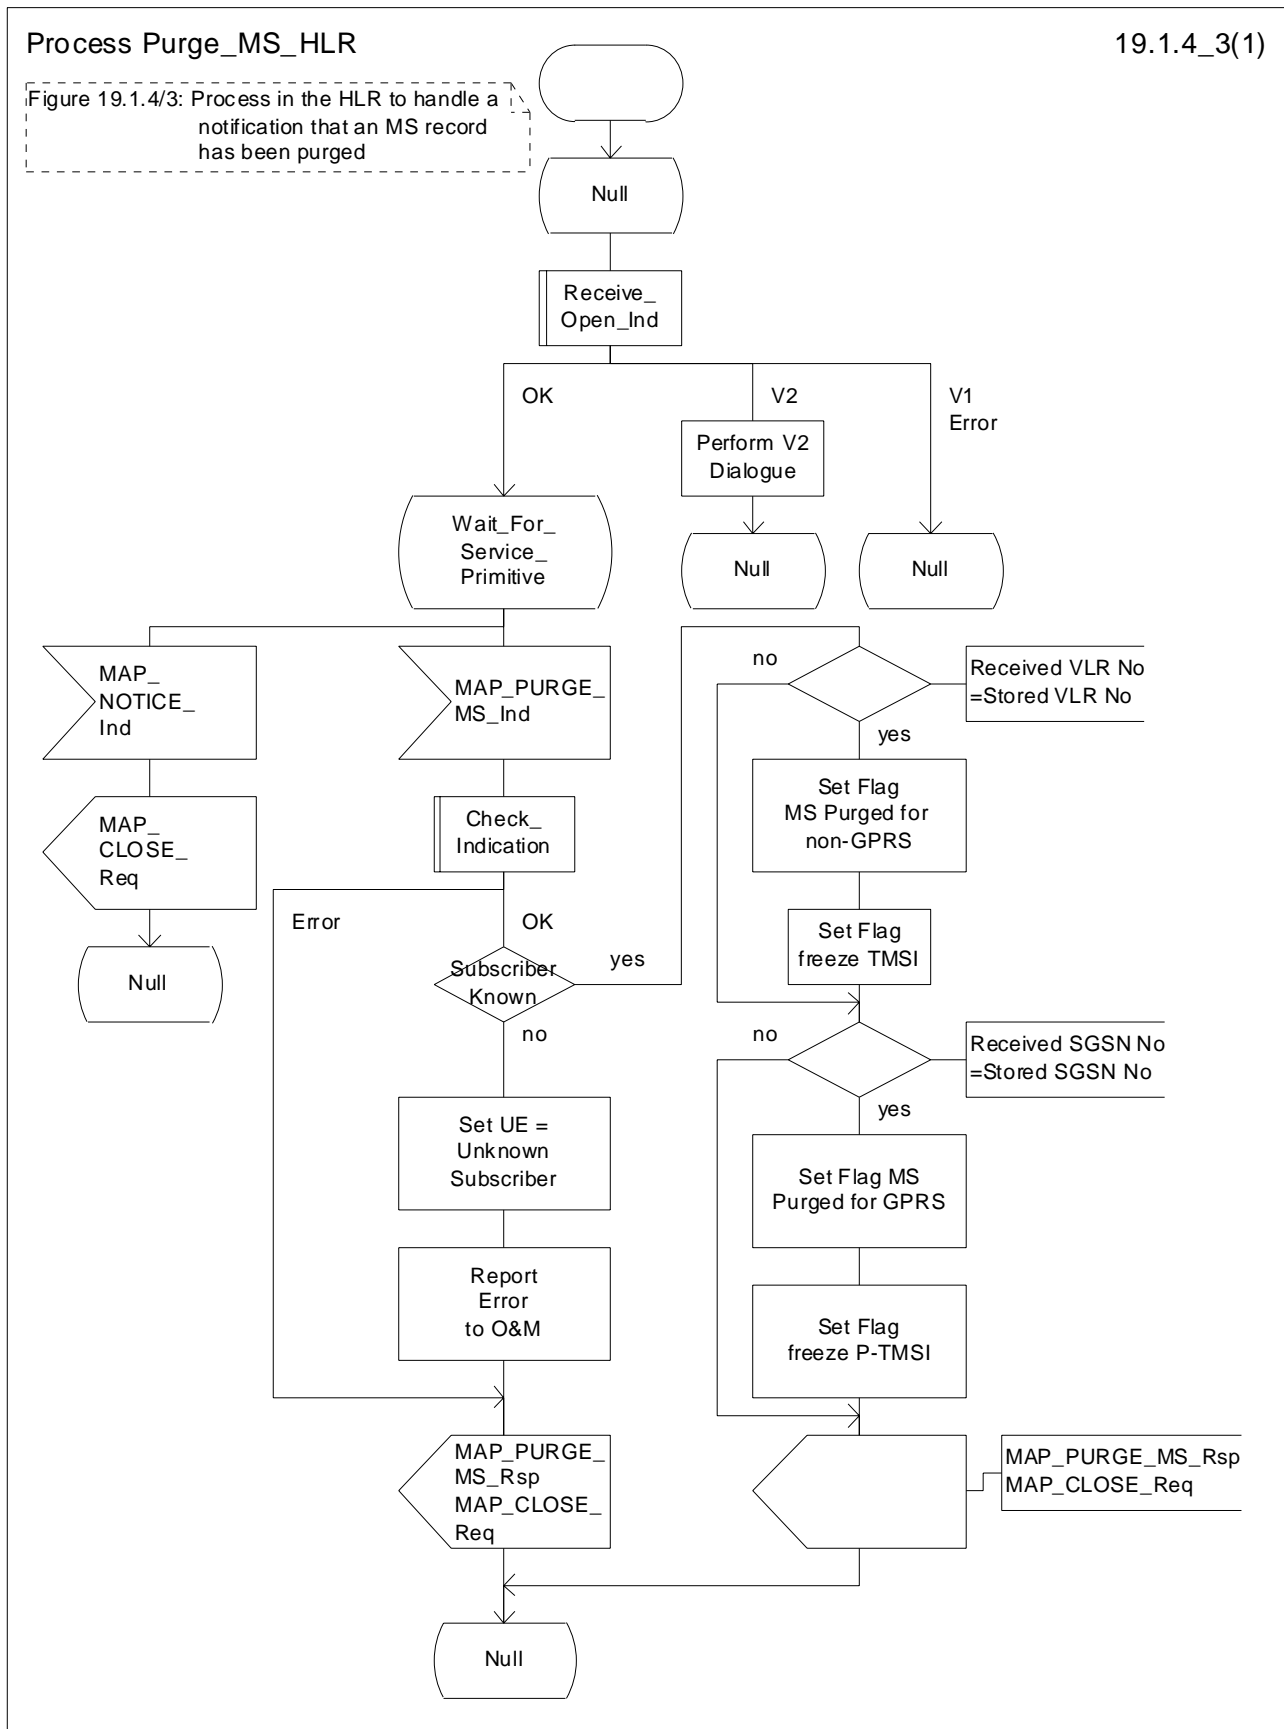 Process Purge_MS_HLR
19.1.4_3(1)
Figure 19.1.4/3: Process in the HLR to handle a
notification that an MS record
has been purged
Null
Receive_
Open_Ind
OK
V2
V1
Error
Perform V2
Dialogue
Wait_For_
Service_
Primitive
Null
Null
MAP_
NOTICE_
Ind
MAP_PURGE_
MS_Ind
no
Received VLR No
=Stored VLR No
yes
Set Flag
MS Purged for
non-GPRS
MAP_
CLOSE_
Req
Check_
Indication
Error
OK
Set Flag
freeze TMSI
Null
Subscriber
Known
yes
no
no
Received SGSN No
=Stored SGSN No
yes
Set UE =
Unknown
Subscriber
Set Flag MS
Purged for GPRS
Report
Error
to O&M
Set Flag
freeze P-TMSI
MAP_PURGE_
MS_Rsp
MAP_CLOSE_
Req
MAP_PURGE_MS_Rsp
MAP_CLOSE_Req
Null